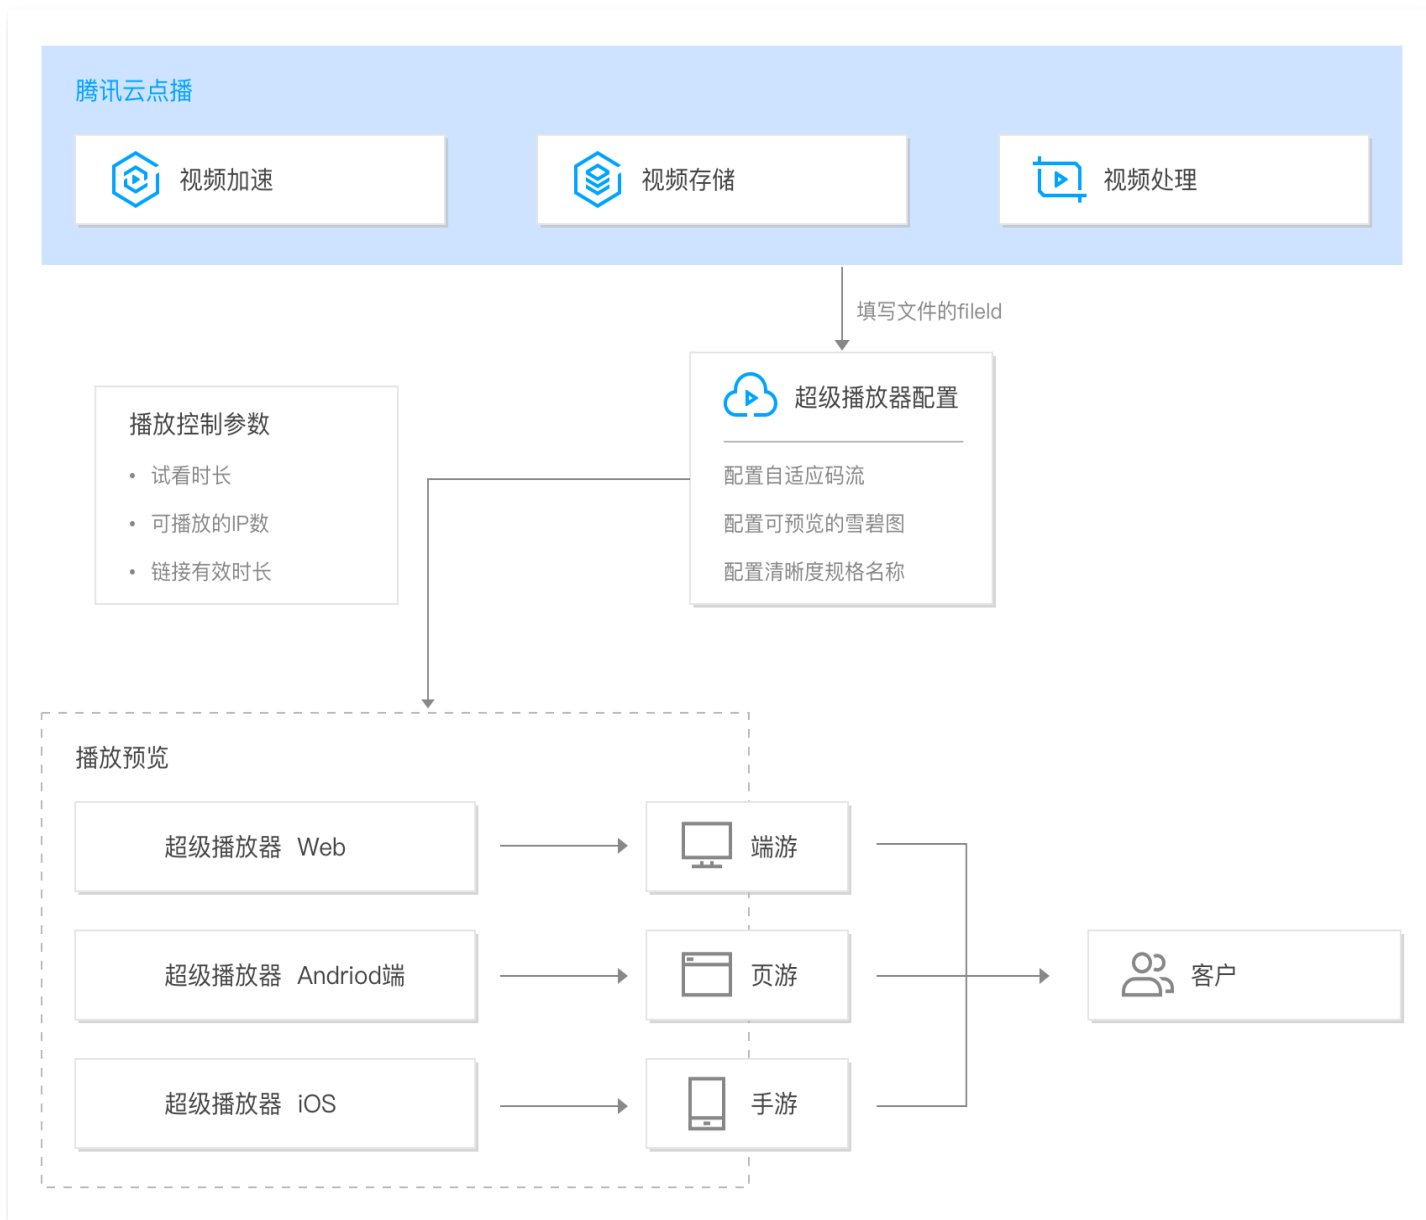 腾讯云点播
视频加速
视频存储
视频处理
填写文件的fileId
超级播放器配置
配置自适应码流
配置可预览的雪碧图
配置清晰度规格名称
播放控制参数
• 试看时长
• 可播放的IP数
• 链接有效时长
播放预览
超级播放器 Web
端游
超级播放器 Andriod端
页游
客户
超级播放器 iOS
手游